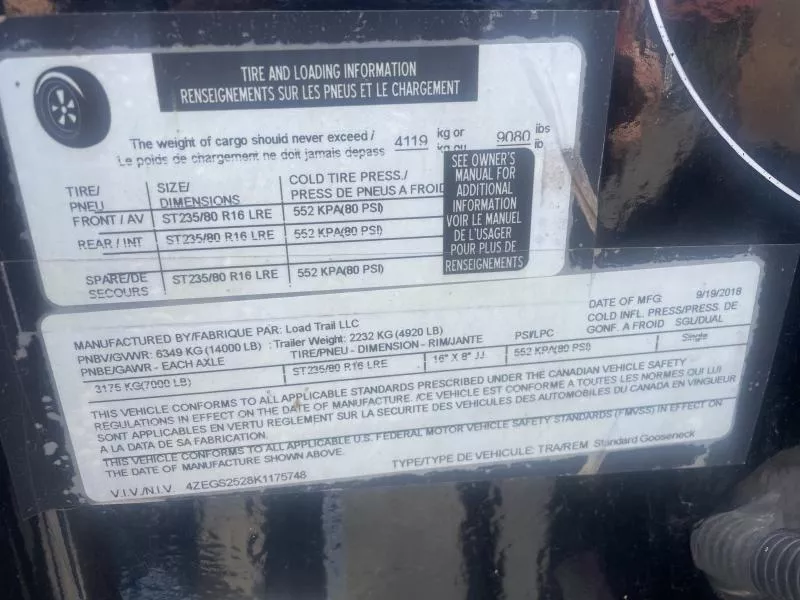 TIRE AND LOADING INFORMATION
RENSEIGNEMENTS SUR LES PNEUS ET LE CHARGEMENT
The weight of cargo should never exceed / 4119 kg or 9080 lbs
Le poids de chargement ne doit jamais depass kg ou lb
TIRE/ SIZE/ COLD TIRE PRESS./
PNEU DIMENSIONS PRESS DE PNEUS A FROID
FRONT / AV ST235/80 R16 LRE 552 KPA(80 PSI)
REAR / INT ST235/80 R16 LRE 552 KPA(80 PSI)
SPARE/DE ST235/80 R16 LRE 552 KPA(80 PSI)
SECOURS
SEE OWNER'S
MANUAL FOR
ADDITIONAL
INFORMATION
VOIR LE MANUEL
DE L'USAGER
POUR PLUS DE
RENSEIGNEMENTS
MANUFACTURED BY/FABRIQUE PAR: Load Trail LLC DATE OF MFG 9/19/2018
PNBV/GVWR: 6349 KG (14000 LB) : Trailer Weight: 2232 KG (4920 LB) COLD INFL. PRESS/PRESS. DE
PNBE/GAWR - EACH AXLE TIRE/PNEU - DIMENSION - RIM/JANTE PSI/LPC GONF. A FROID SGL/DUAL
3175 KG(7000 LB) ST235/80 R16 LRE 16" X 6" JJ 552 KPA(80 PSI) Single
THIS VEHICLE CONFORMS TO ALL APPLICABLE STANDARDS PRESCRIBED UNDER THE CANADIAN VEHICLE SAFETY
REGULATIONS IN EFFECT ON THE DATE OF MANUFACTURE. /CE VEHICLE EST CONFORME A TOUTES LES NORMES QUI LUI
SONT APPLICABLES EN VERTU REGLEMENT SUR LA SECURITE DES VEHICULES DES AUTOMOBILES DU CANADA EN VINGUEUR
A LA DATA DE SA FABRICATION.
THIS VEHICLE CONFORMS TO ALL APPLICABLE U.S. FEDERAL MOTOR VEHICLE SAFETY STANDARDS (FMVSS) IN EFFECT ON
THE DATE OF MANUFACTURE SHOWN ABOVE.
V.I.V./N.I.V. 4ZEGS2528K1175748 TYPE/TYPE DE VEHICULE: TRA/REM Standard Gooseneck